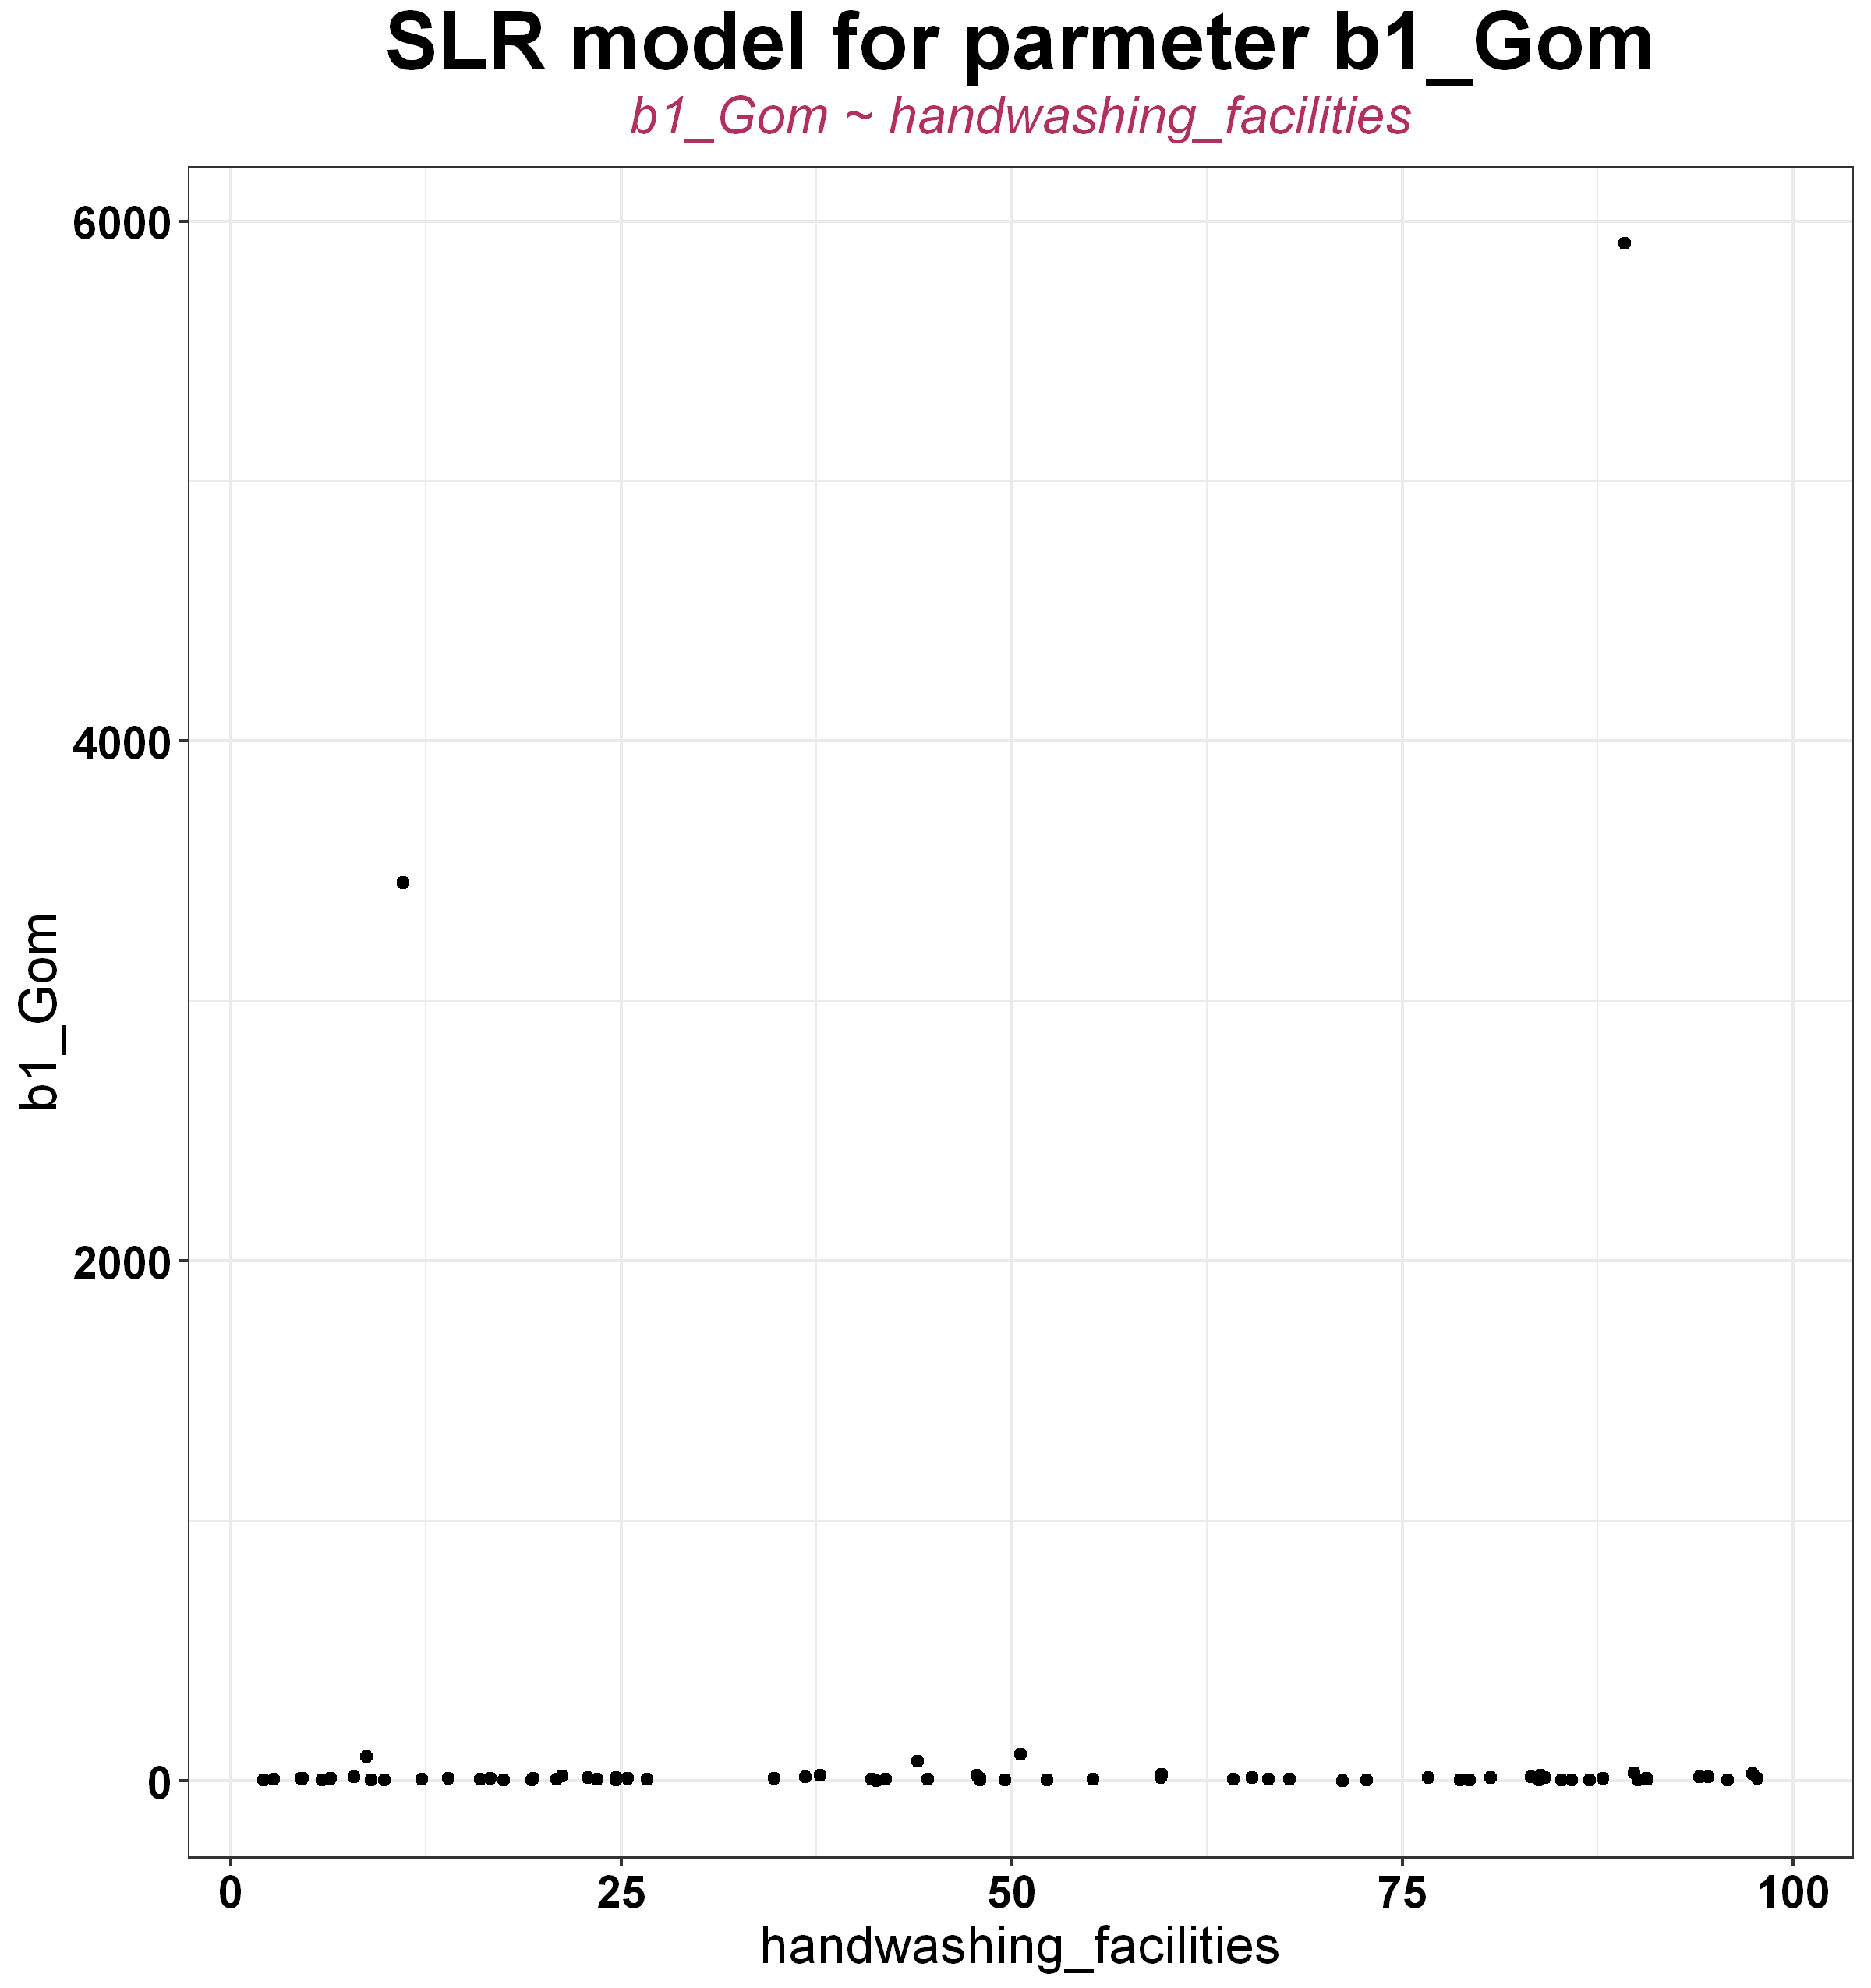 SLR model for parmeter b1_Gom
b1_Gom ~ handwashing_facilities
6000
4000
2000
0
b1_Gom
0 25 50 75 100
handwashing_facilities